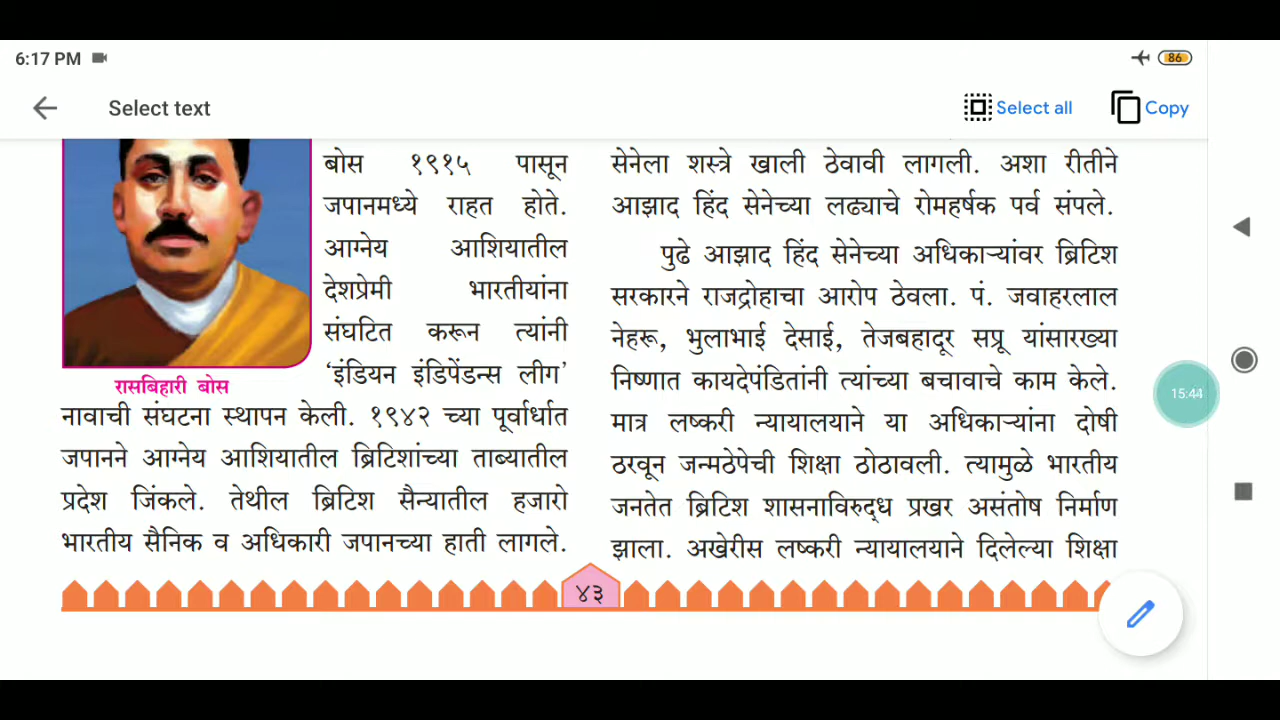 6:17 PM
86
Select text
Select all
Copy
बोस १९१५ पासून
जपानमध्ये राहत होते.
आग्नेय आशियातील
देशप्रेमी भारतीयांना
संघटित करून त्यांनी
‘इंडियन इंडिपेंडन्स लीग’
रासबिहारी बोस
नावाची संघटना स्थापन केली. १९४२ च्या पूर्वार्धात
जपानने आग्नेय आशियातील ब्रिटिशांच्या ताब्यातील
प्रदेश जिंकले. तेथील ब्रिटिश सैन्यातील हजारो
भारतीय सैनिक व अधिकारी जपानच्या हाती लागले.
सेनेला शस्त्रे खाली ठेवावी लागली. अशा रीतीने
आझाद हिंद सेनेच्या लढ्याचे रोमहर्षक पर्व संपले.
पुढे आझाद हिंद सेनेच्या अधिकाऱ्यांवर ब्रिटिश
सरकारने राजद्रोहाचा आरोप ठेवला. पं. जवाहरलाल
नेहरू, भुलाभाई देसाई, तेजबहादूर सप्रू यांसारख्या
निष्णात कायदेपंडितांनी त्यांच्या बचावाचे काम केले.
मात्र लष्करी न्यायालयाने या अधिकाऱ्यांना दोषी
ठरवून जन्मठेपेची शिक्षा ठोठावली. त्यामुळे भारतीय
जनतेत ब्रिटिश शासनाविरुद्ध प्रखर असंतोष निर्माण
झाला. अखेरीस लष्करी न्यायालयाने दिलेल्या शिक्षा
४३
15:44